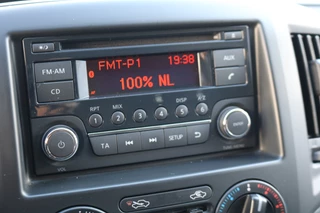 FMT-P1 19:38
100% NL
FM-AM
AUX
CD
RPT MIX DISP A-Z
1 2 3 4 5 6
TA SETUP
VOL